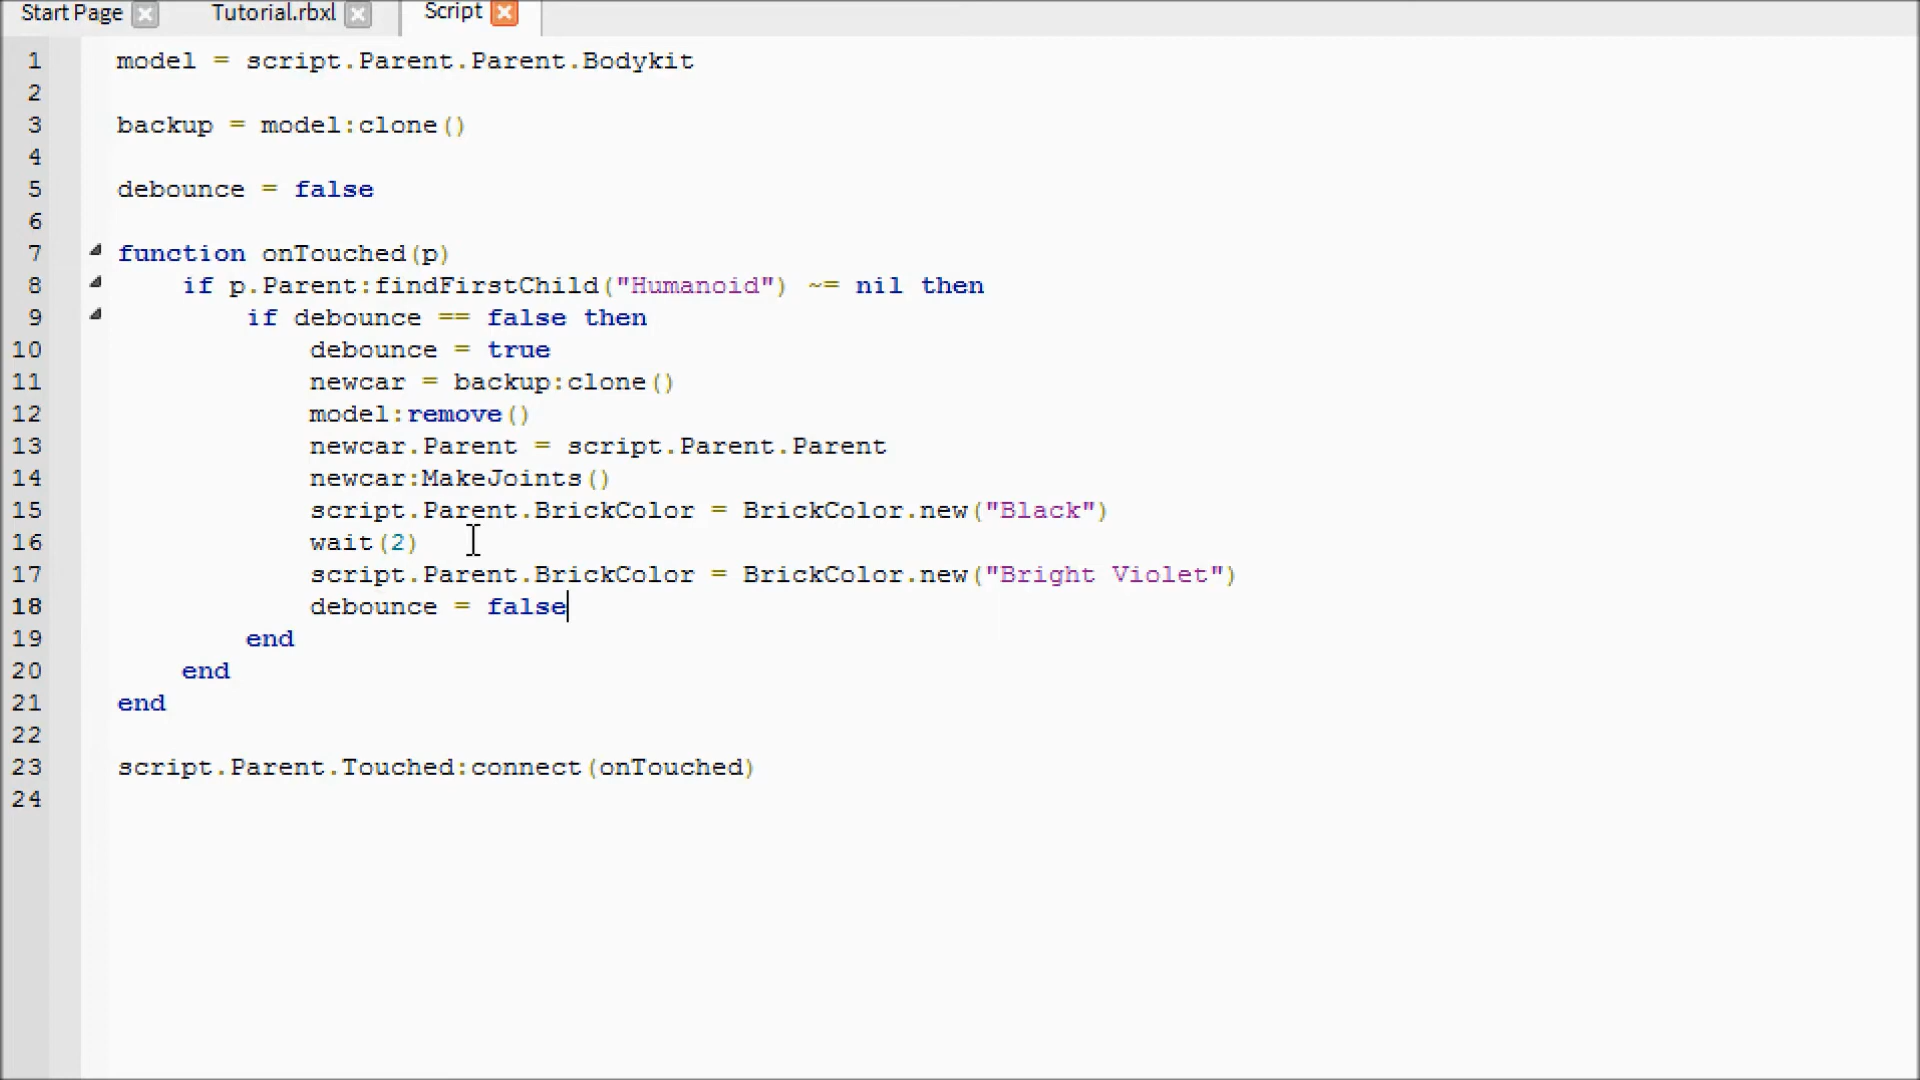 Start Page Tutorial.rbxl Script
1 model = script.Parent.Parent.Bodykit
2
3 backup = model:clone()
4
5 debounce = false
6
7 function onTouched(p)
8 if p.Parent:findFirstChild("Humanoid") ~= nil then
9 if debounce == false then
10 debounce = true
11 newcar = backup:clone()
12 model:remove()
13 newcar.Parent = script.Parent.Parent
14 newcar:MakeJoints()
15 script.Parent.BrickColor = BrickColor.new("Black")
16 wait(2)
17 script.Parent.BrickColor = BrickColor.new("Bright Violet")
18 debounce = false
19 end
20 end
21 end
22
23 script.Parent.Touched:connect(onTouched)
24